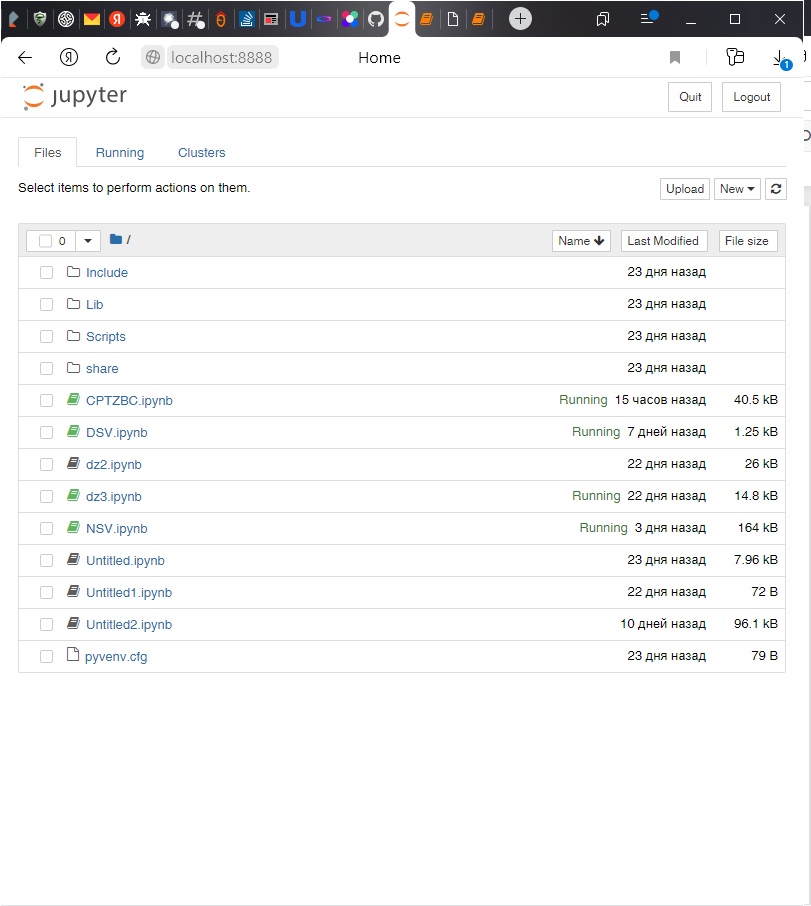 localhost:8888 Home 1
jupyter Quit Logout
Files Running Clusters
Select items to perform actions on them. Upload New
0 / Name Last Modified File size
Include 23 дня назад
Lib 23 дня назад
Scripts 23 дня назад
share 23 дня назад
CPTZBC.ipynb Running 15 часов назад 40.5 kB
DSV.ipynb Running 7 дней назад 1.25 kB
dz2.ipynb 22 дня назад 26 kB
dz3.ipynb Running 22 дня назад 14.8 kB
NSV.ipynb Running 3 дня назад 164 kB
Untitled.ipynb 23 дня назад 7.96 kB
Untitled1.ipynb 22 дня назад 72 B
Untitled2.ipynb 10 дней назад 96.1 kB
pyvenv.cfg 23 дня назад 79 B